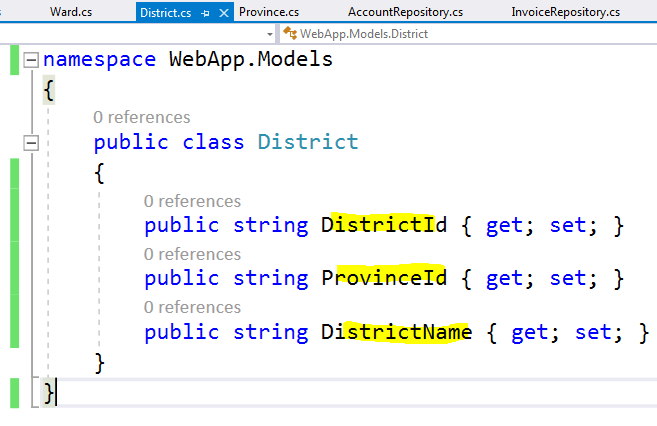 Ward.cs District.cs Province.cs AccountRepository.cs InvoiceRepository.cs
WebApp.Models.District
namespace WebApp.Models
{
0 references
public class District
{
0 references
public string DistrictId { get; set; }
0 references
public string ProvinceId { get; set; }
0 references
public string DistrictName { get; set; }
}
}